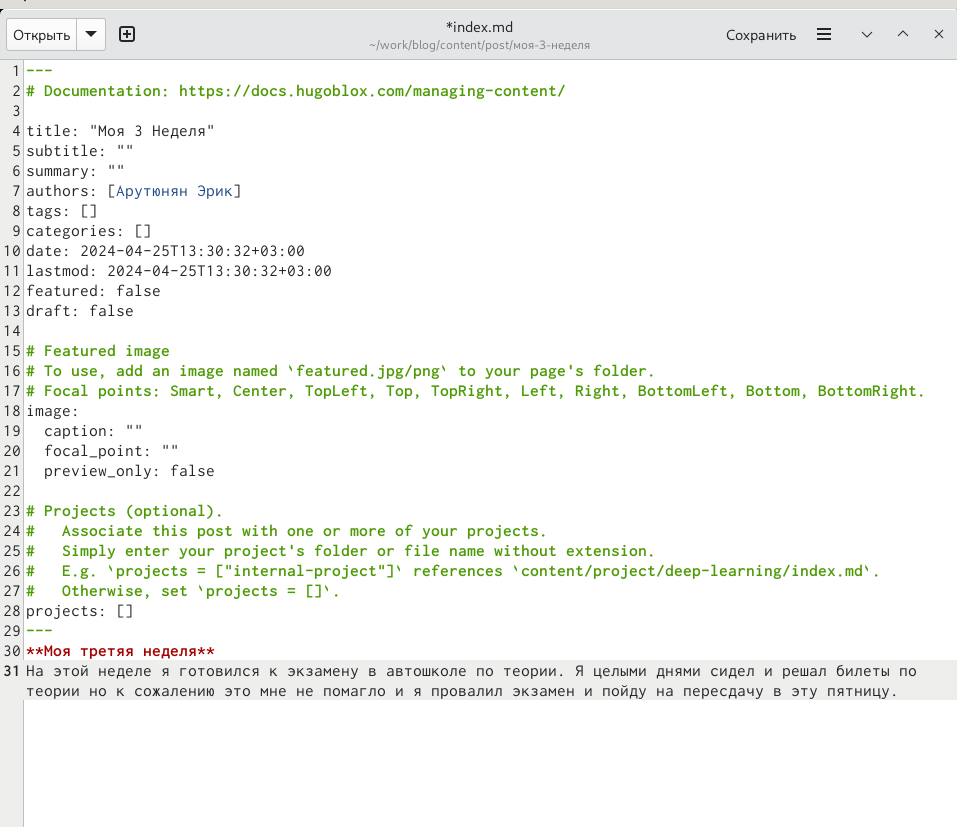 Открыть
*index.md
~/work/blog/content/post/моя-3-неделя
Сохранить
1 ---
2 # Documentation: https://docs.hugoblox.com/managing-content/
3
4 title: "Моя 3 Неделя"
5 subtitle: ""
6 summary: ""
7 authors: [Арутюнян Эрик]
8 tags: []
9 categories: []
10 date: 2024-04-25T13:30:32+03:00
11 lastmod: 2024-04-25T13:30:32+03:00
12 featured: false
13 draft: false
14
15 # Featured image
16 # To use, add an image named `featured.jpg/png` to your page's folder.
17 # Focal points: Smart, Center, TopLeft, Top, TopRight, Left, Right, BottomLeft, Bottom, BottomRight.
18 image:
19   caption: ""
20   focal_point: ""
21   preview_only: false
22
23 # Projects (optional).
24 #   Associate this post with one or more of your projects.
25 #   Simply enter your project's folder or file name without extension.
26 #   E.g. `projects = ["internal-project"]` references `content/project/deep-learning/index.md`.
27 #   Otherwise, set `projects = []`.
28 projects: []
29 ---
30 **Моя третяя неделя**
31 На этой неделе я готовился к экзамену в автошколе по теории. Я целыми днями сидел и решал билеты по
теории но к сожалению это мне не помагло и я провалил экзамен и пойду на пересдачу в эту пятницу.